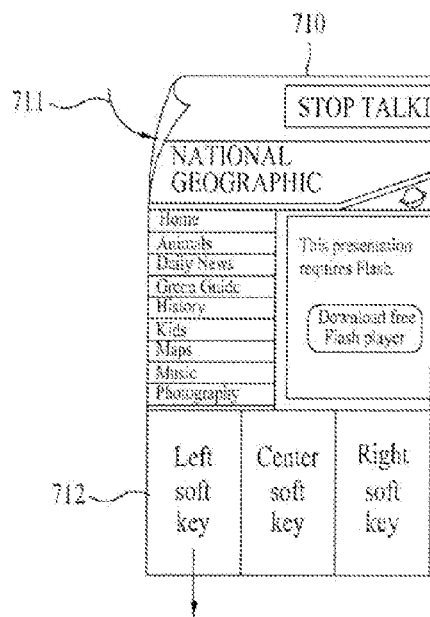 710
711
STOP TALKI
NATIONAL
GEOGRAPHIC
Home
Animals
Daily News
Green Guide
History
Kids
Maps
Music
Photography
This presentation
requires Flash.
Download free
Flash player
712
Left
soft
key
Center
soft
key
Right
soft
key